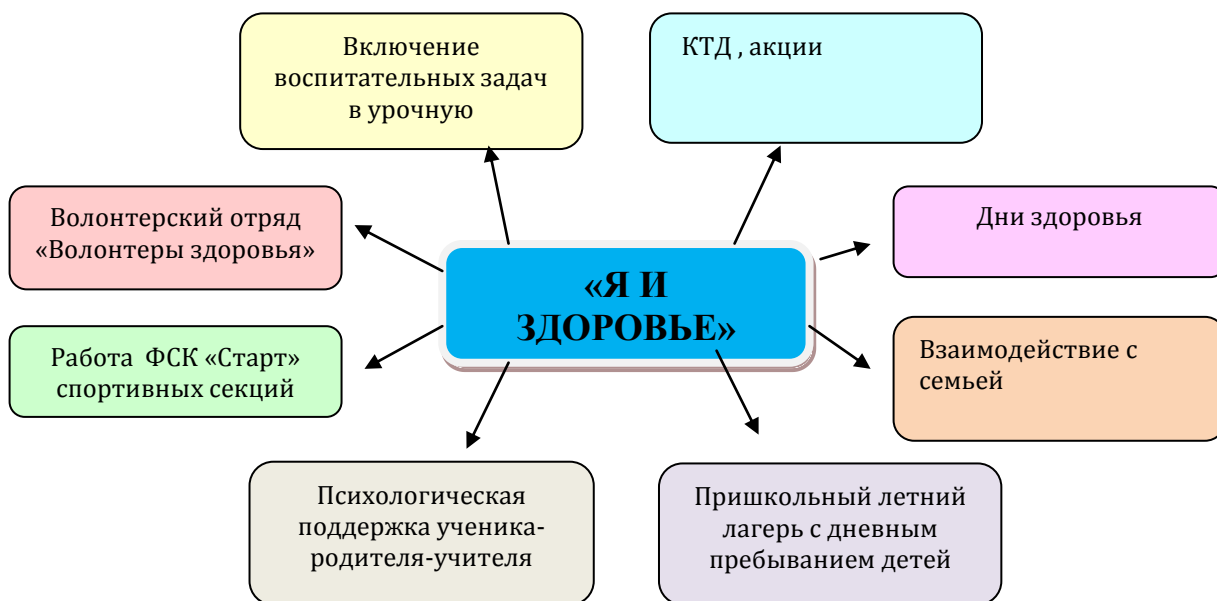 Включение
воспитательных задач
в урочную
КТД , акции
Волонтерский отряд
«Волонтеры здоровья»
Дни здоровья
«Я И
ЗДОРОВЬЕ»
Работа ФСК «Старт»
спортивных секций
Взаимодействие с
семьей
Психологическая
поддержка ученика-
родителя-учителя
Пришкольный летний
лагерь с дневным
пребыванием детей